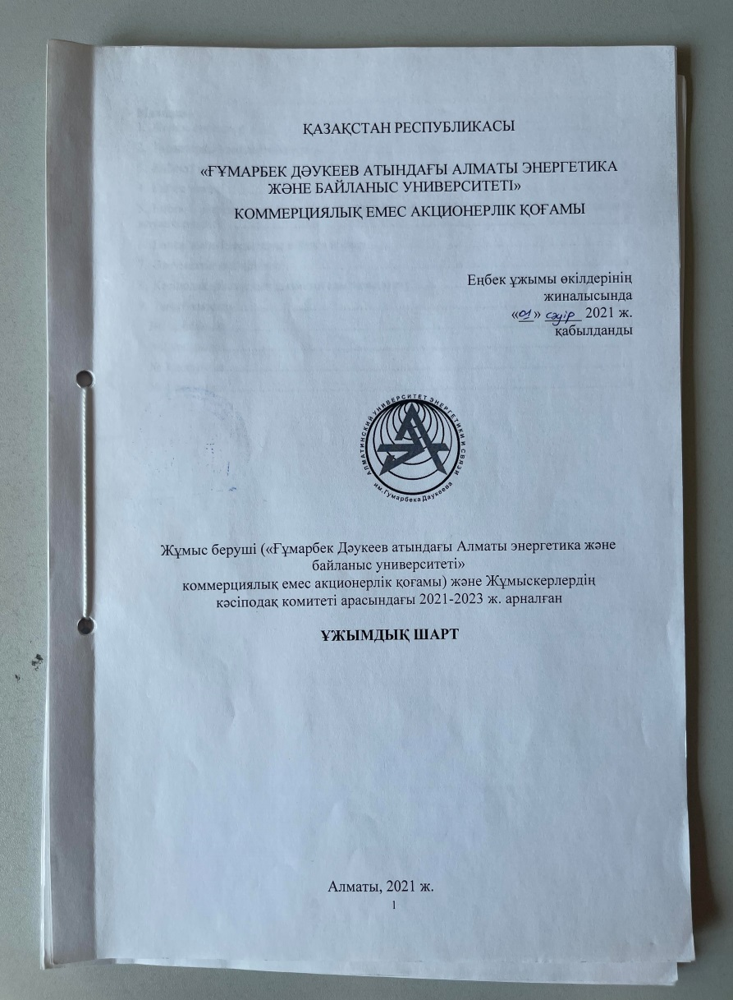 ҚАЗАҚСТАН РЕСПУБЛИКАСЫ
«ҒҰМАРБЕК ДӘУКЕЕВ АТЫНДАҒЫ АЛМАТЫ ЭНЕРГЕТИКА
ЖӘНЕ БАЙЛАНЫС УНИВЕРСИТЕТІ»
КОММЕРЦИЯЛЫҚ ЕМЕС АКЦИОНЕРЛІК ҚОҒАМЫ
Еңбек ұжымы өкілдерінің
жиналысында
«01» сәуір 2021 ж.
қабылданды
АЛМАТИНСКИЙ УНИВЕРСИТЕТ ЭНЕРГЕТИКИ И СВЯЗИ
им.Гумарбека Даукеева
Жұмыс беруші («Ғұмарбек Дәукеев атындағы Алматы энергетика және
байланыс университеті»
коммерциялық емес акционерлік қоғамы) және Жұмыскерлердің
кәсіподақ комитеті арасындағы 2021-2023 ж. арналған
ҰЖЫМДЫҚ ШАРТ
Алматы, 2021 ж.
1